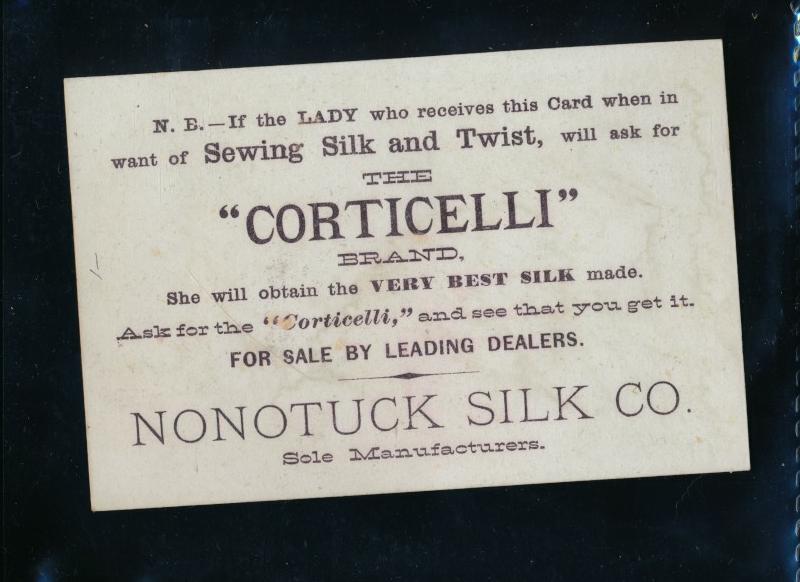 N. B.—If the LADY who receives this Card when in
want of Sewing Silk and Twist, will ask for
THE
"CORTICELLI"
BRAND,
She will obtain the VERY BEST SILK made.
Ask for the "Corticelli," and see that you get it.
FOR SALE BY LEADING DEALERS.
NONOTUCK SILK CO.
Sole Manufacturers.